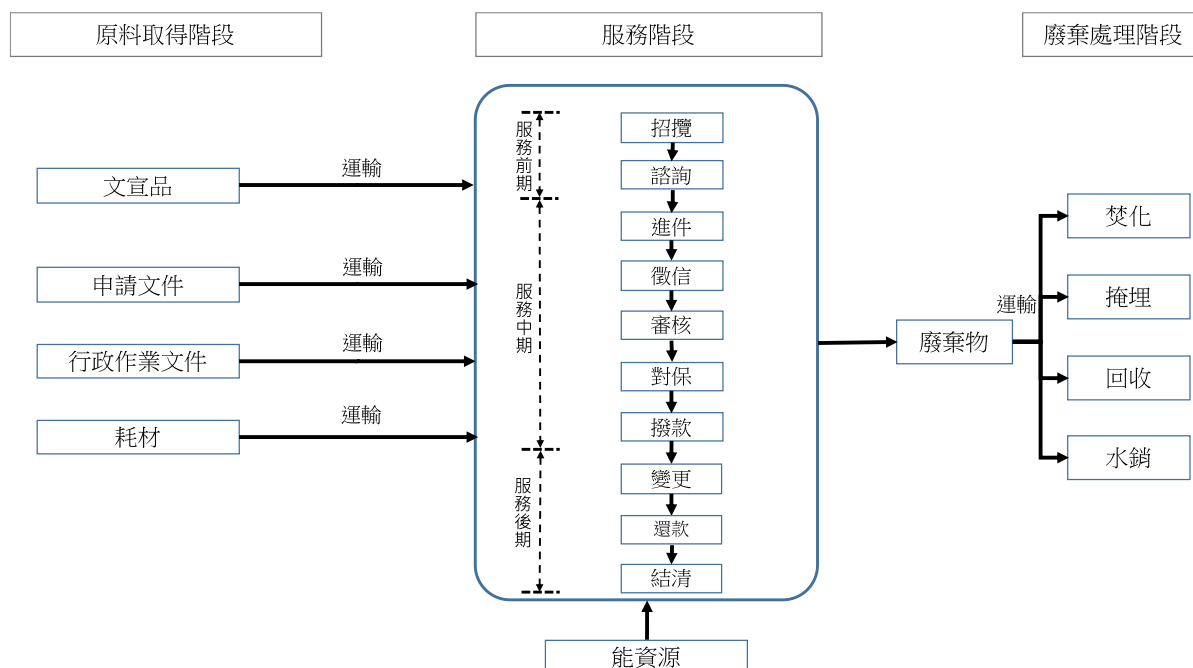 原料取得階段
服務階段
廢棄處理階段
文宣品
運輸
申請文件
運輸
行政作業文件
運輸
耗材
運輸
服務前期
服務中期
服務後期
招攬
諮詢
進件
徵信
審核
對保
撥款
變更
還款
結清
能資源
廢棄物
運輸
焚化
掩埋
回收
水銷